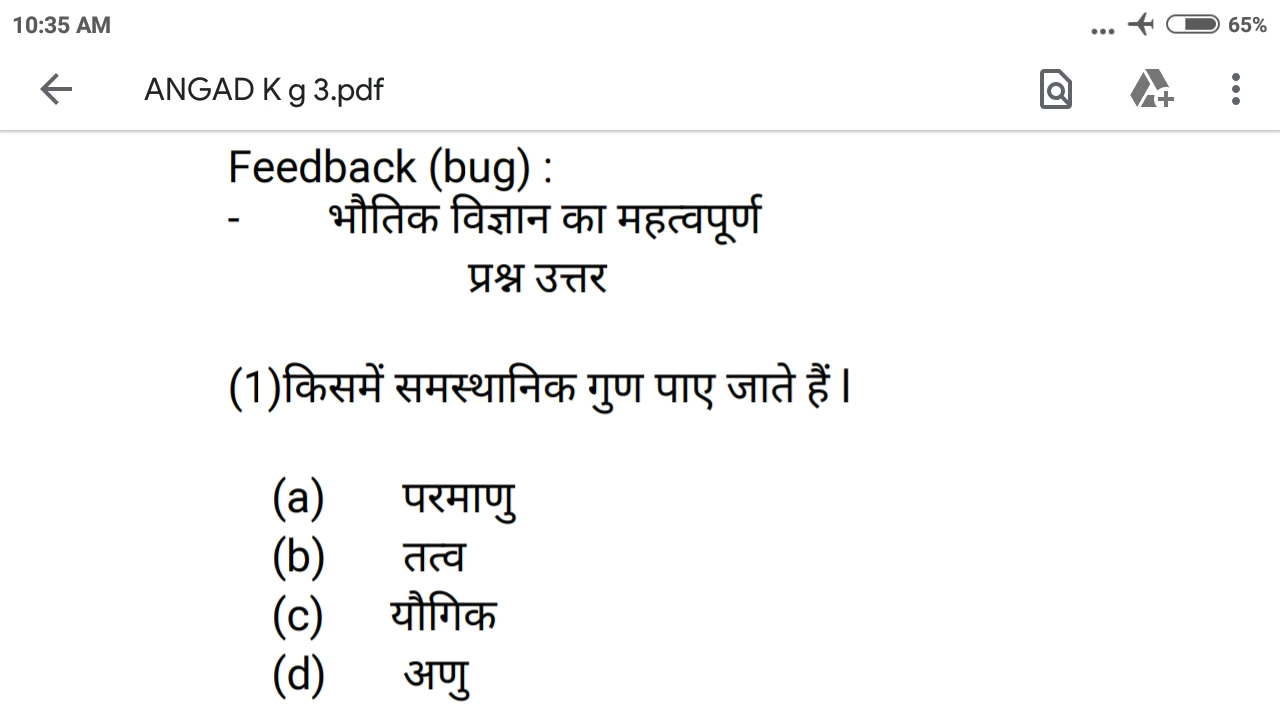 10:35 AM
65%
ANGAD K g 3.pdf
Feedback (bug) :
- भौतिक विज्ञान का महत्वपूर्ण
प्रश्न उत्तर
(1)किसमें समस्थानिक गुण पाए जाते हैं l
(a) परमाणु
(b) तत्व
(c) यौगिक
(d) अणु